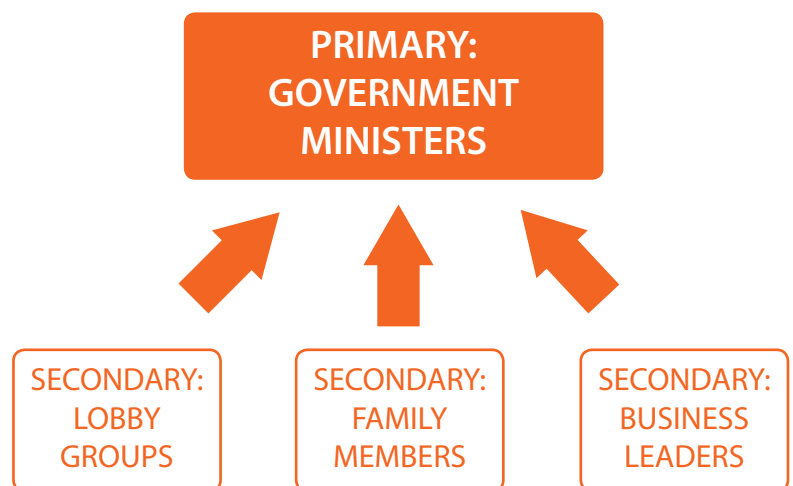 PRIMARY:
GOVERNMENT
MINISTERS
SECONDARY:
LOBBY
GROUPS
SECONDARY:
FAMILY
MEMBERS
SECONDARY:
BUSINESS
LEADERS